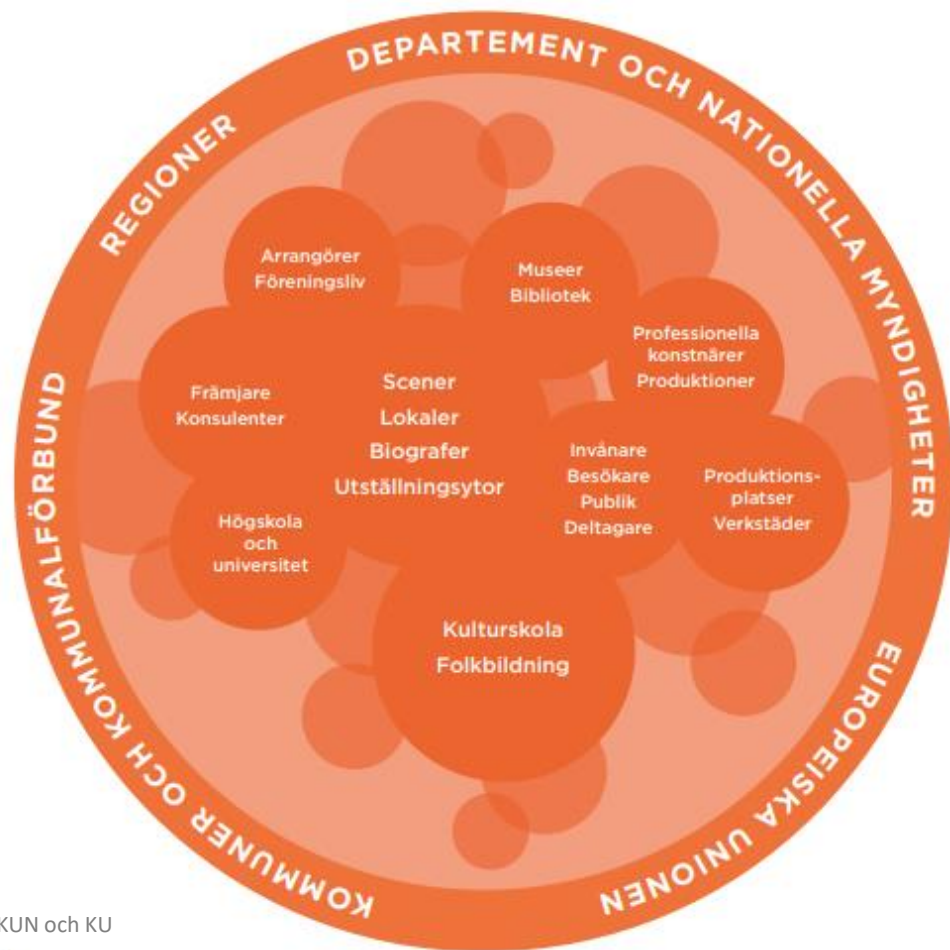 DEPARTEMENT OCH NATIONELLA MYNDIGHETER
REGIONER
KOMMUNER OCH KOMMUNALFÖRBUND
EUROPEISKA UNIONEN
Arrangörer
Föreningsliv
Museer
Bibliotek
Professionella
konstnärer
Produktioner
Främjare
Konsulenter
Scener
Lokaler
Biografer
Utställningsytor
Invånare
Besökare
Publik
Deltagare
Produktions-
platser
Verkstäder
Högskola
och
universitet
Kulturskola
Folkbildning
KUN och KU